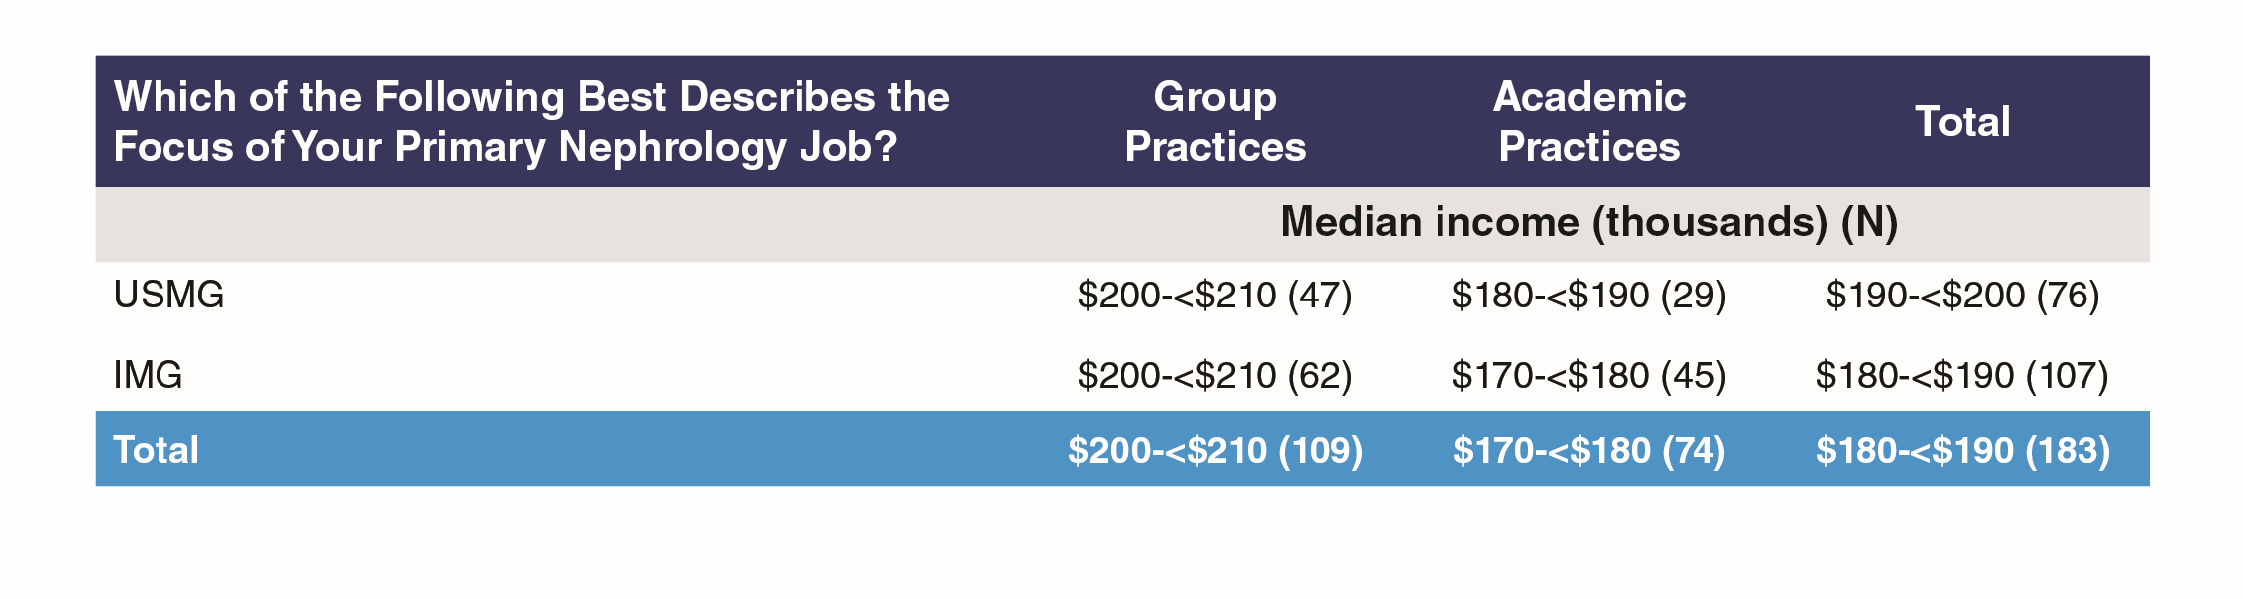 Which of the Following Best Describes the
Focus of Your Primary Nephrology Job?
Group
Practices
Academic
Practices
Total
Median income (thousands) (N)
USMG $200-<$210 (47) $180-<$190 (29) $190-<$200 (76)
IMG $200-<$210 (62) $170-<$180 (45) $180-<$190 (107)
Total $200-<$210 (109) $170-<$180 (74) $180-<$190 (183)